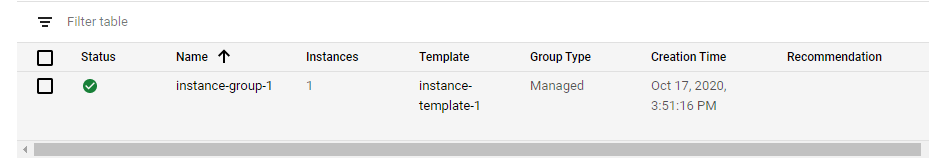 Filter table
Status Name Instances Template Group Type Creation Time Recommendation
instance-group-1 1 instance- Managed Oct 17, 2020,
template-1 3:51:16 PM